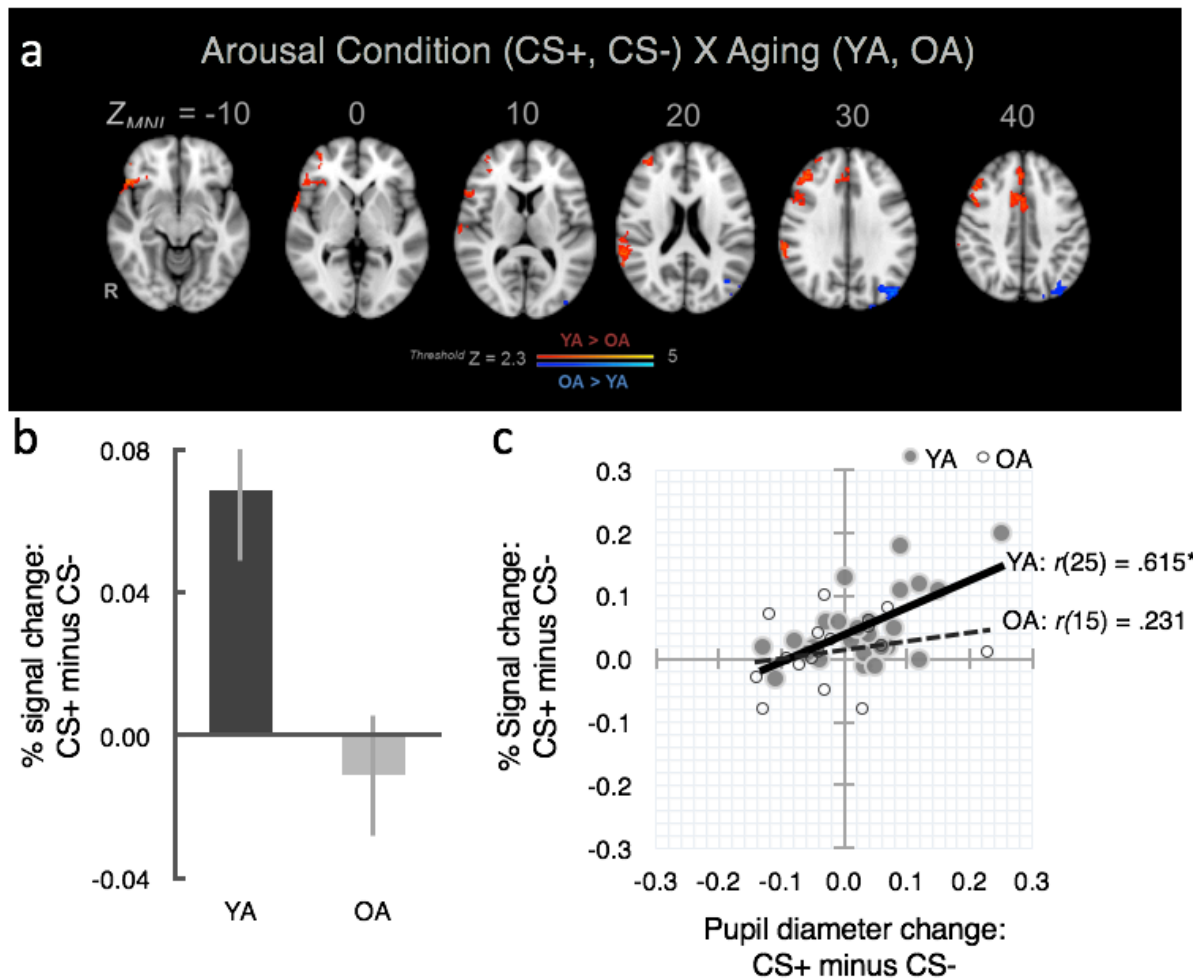 a
Arousal Condition (CS+, CS-) X Aging (YA, OA)
Z_MNI = -10 0 10 20 30 40
R
YA > OA
Threshold Z = 2.3 5
OA > YA
b
% signal change:
CS+ minus CS-
0.08
0.04
0.00
-0.04
YA OA
c
YA OA
% Signal change:
CS+ minus CS-
0.3
0.2
0.1
0.0
-0.1
-0.2
-0.3
YA: r(25) = .615*
OA: r(15) = .231
-0.3 -0.2 0.0 0.1 0.2 0.3
Pupil diameter change:
CS+ minus CS-